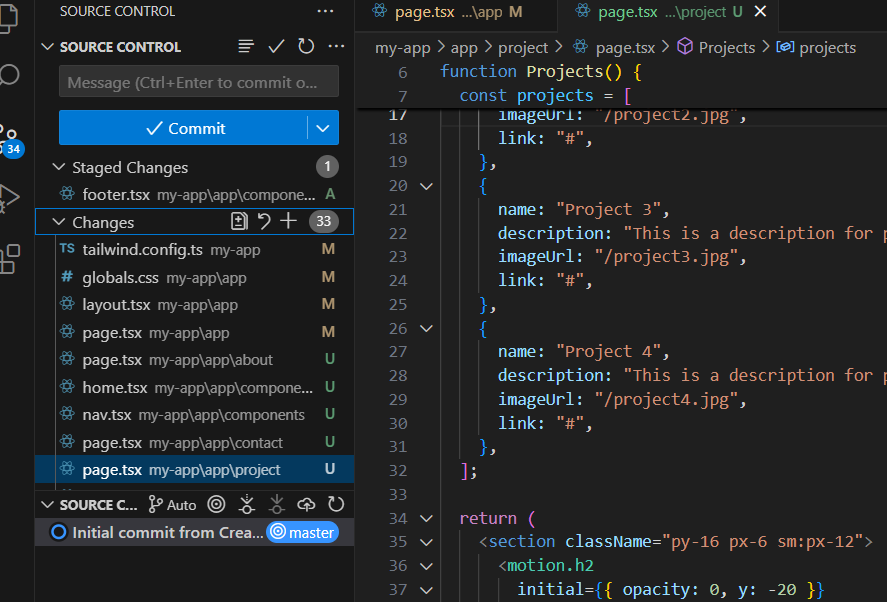 SOURCE CONTROL
SOURCE CONTROL
Message (Ctrl+Enter to commit o...
Commit
34
Staged Changes 1
footer.tsx my-app\app\compone... A
Changes 33
TS tailwind.config.ts my-app M
# globals.css my-app\app M
layout.tsx my-app\app M
page.tsx my-app\app M
page.tsx my-app\app\about U
home.tsx my-app\app\compone... U
nav.tsx my-app\app\components U
page.tsx my-app\app\contact U
page.tsx my-app\app\project U
SOURCE C... Auto
Initial commit from Crea... master
page.tsx ...\app M
page.tsx ...\project U
my-app > app > project > page.tsx > Projects > projects
6 function Projects() {
7 const projects = [
17 imageUrl: "/project2.jpg",
18 link: "#",
19 },
20 {
21 name: "Project 3",
22 description: "This is a description for p
23 imageUrl: "/project3.jpg",
24 link: "#",
25 },
26 {
27 name: "Project 4",
28 description: "This is a description for p
29 imageUrl: "/project4.jpg",
30 link: "#",
31 },
32 ];
33
34 return (
35 <section className="py-16 px-6 sm:px-12">
36 <motion.h2
37 initial={{ opacity: 0, y: -20 }}